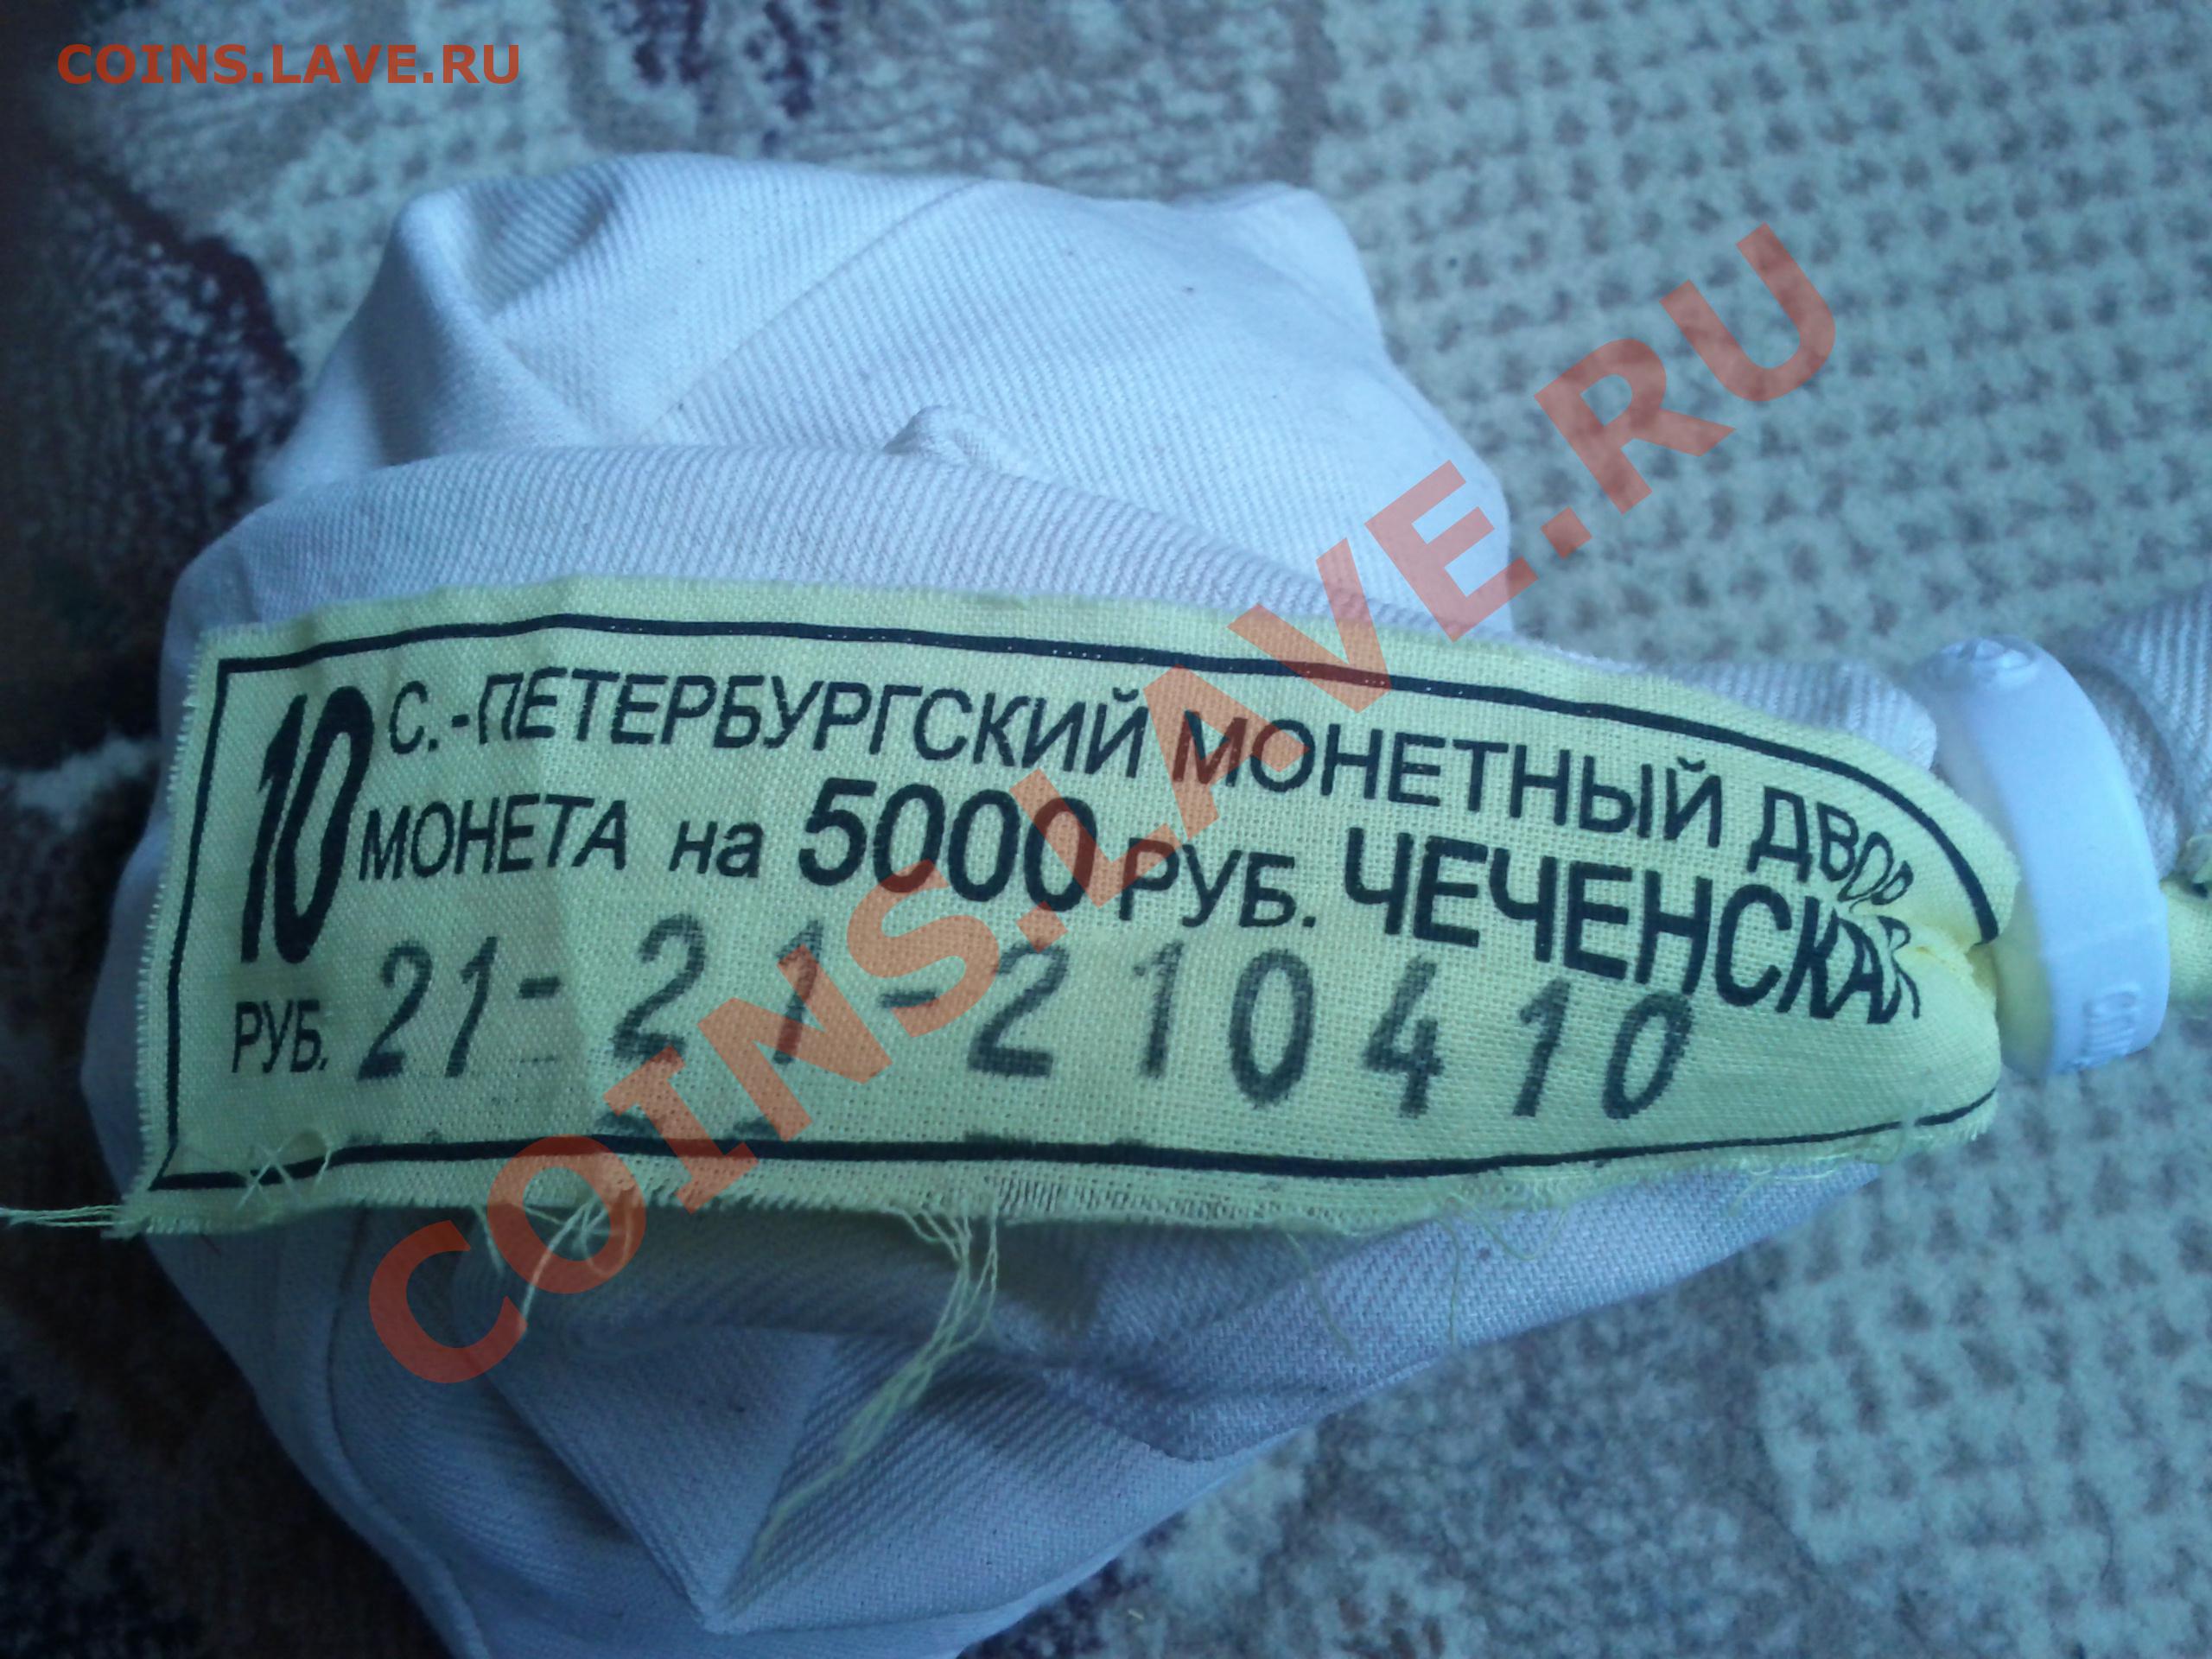 COINS.LAVE.RU
10 С.-ПЕТЕРБУРГСКИЙ МОНЕТНЫЙ ДВОР
МОНЕТА на 5000 РУБ. ЧЕЧЕНСКАЯ
РУБ. 21-21-210410
COINS.LAVE.RU